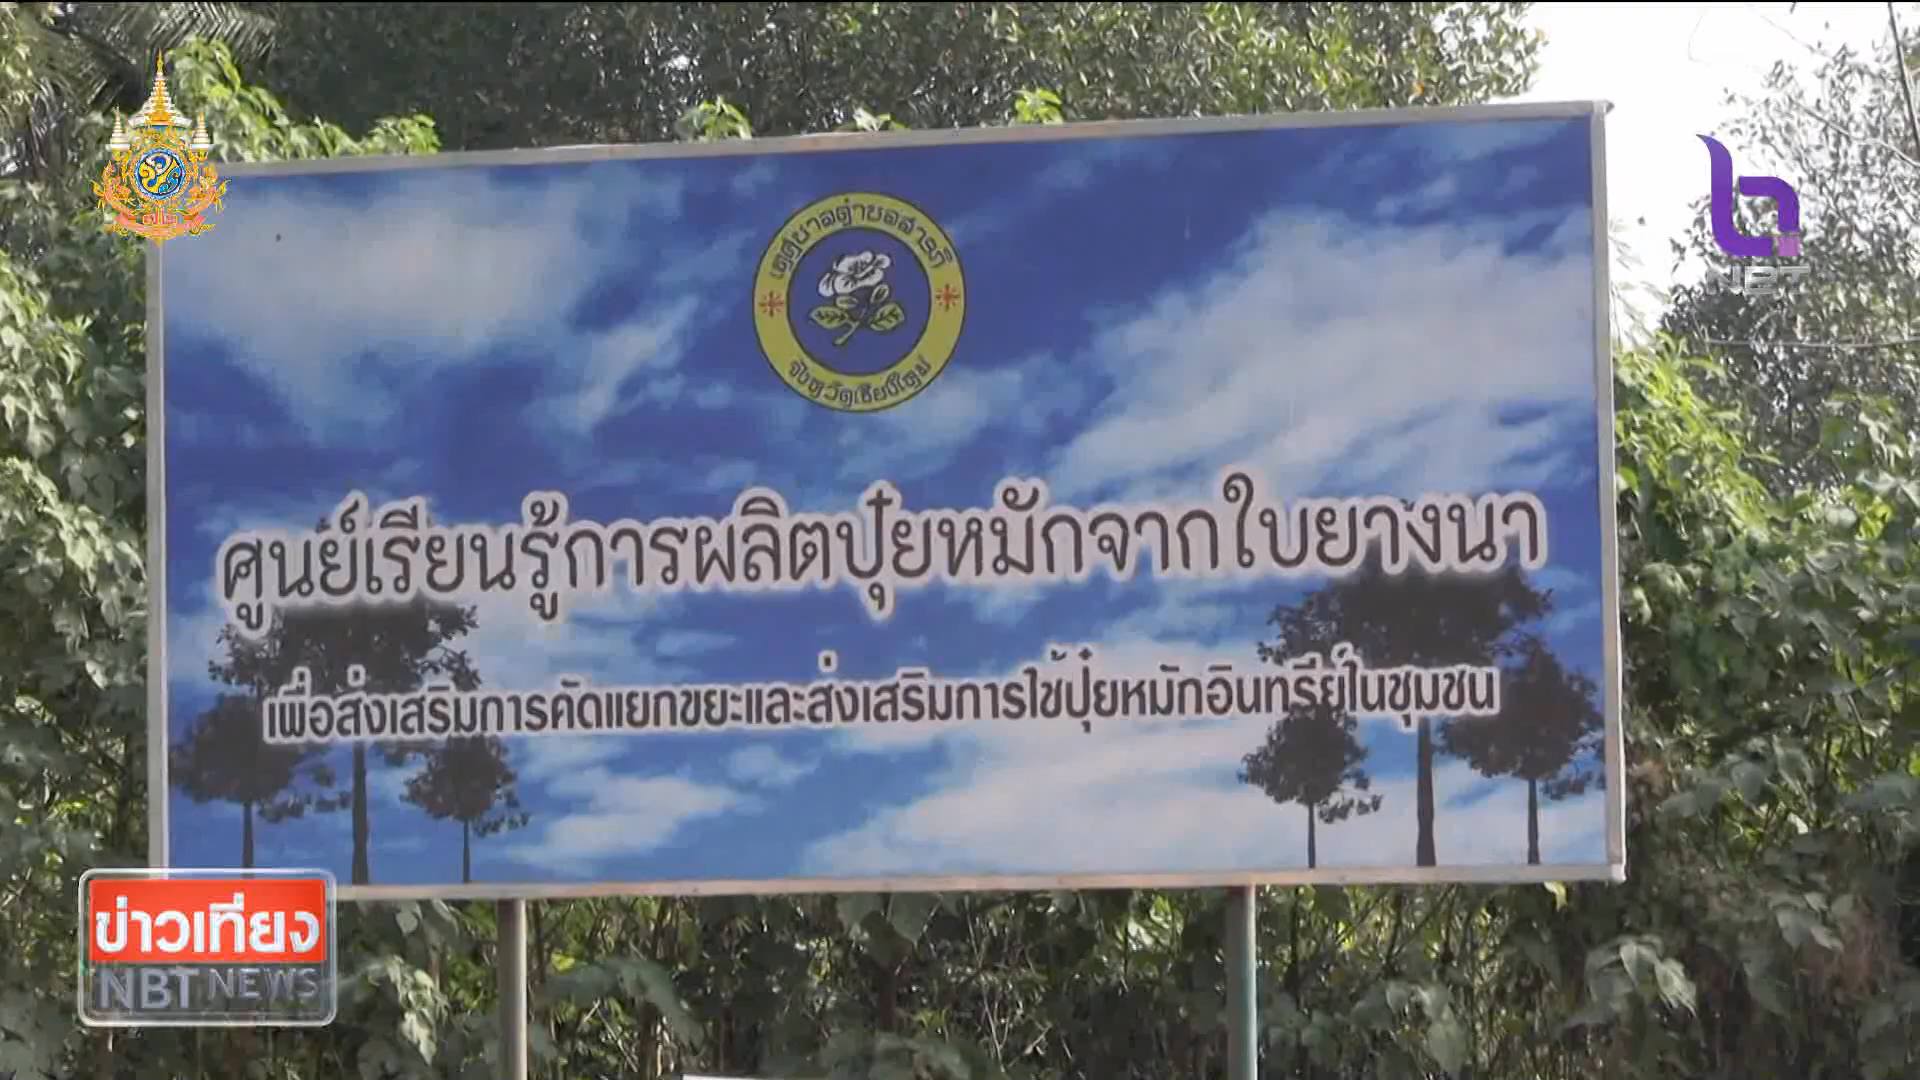 เทศบาลตำบลสารภี
จังหวัดเชียงใหม่
ศูนย์เรียนรู้การผลิตปุ๋ยหมักจากใบยางนา
เพื่อส่งเสริมการคัดแยกขยะและส่งเสริมการใช้ปุ๋ยหมักอินทรีย์ในชุมชน
NBT
ข่าวเที่ยง
NBT NEWS